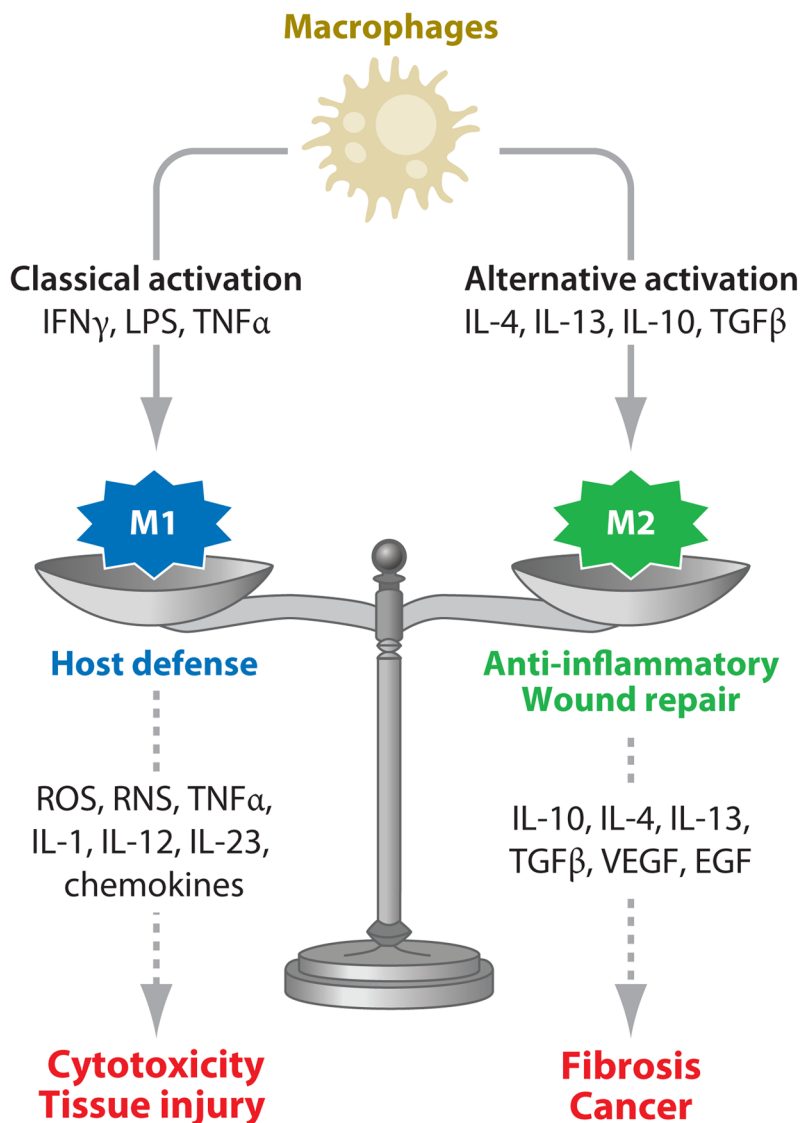 Macrophages
Classical activation
IFNγ, LPS, TNFα
Alternative activation
IL-4, IL-13, IL-10, TGFβ
M1
M2
Host defense
Anti-inflammatory
Wound repair
ROS, RNS, TNFα,
IL-1, IL-12, IL-23,
chemokines
IL-10, IL-4, IL-13,
TGFβ, VEGF, EGF
Cytotoxicity
Tissue injury
Fibrosis
Cancer